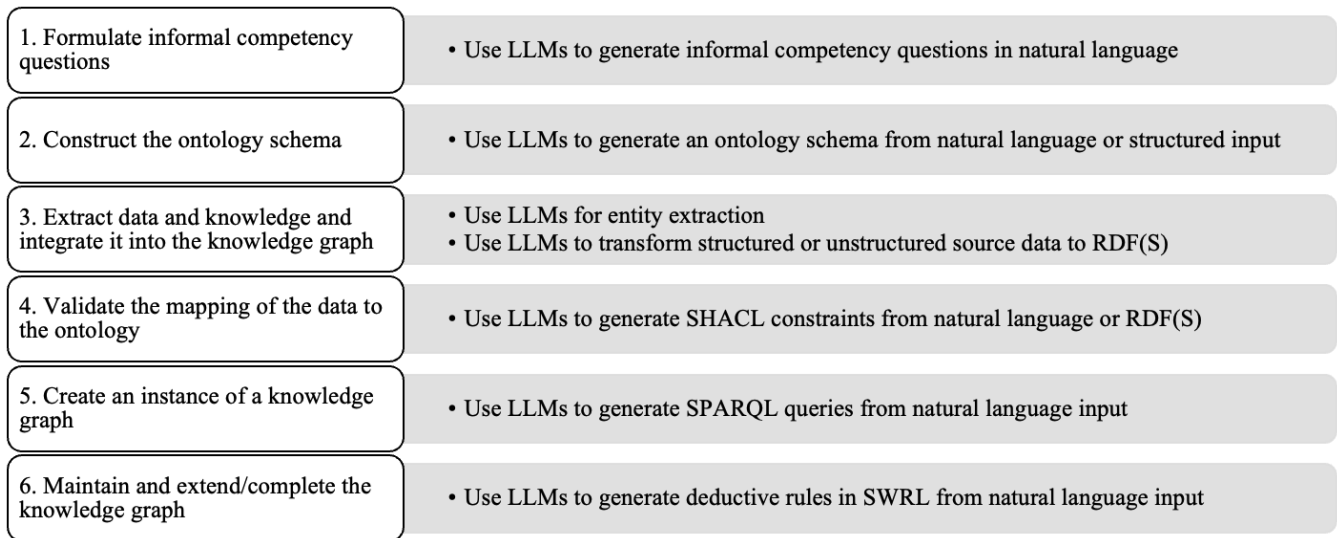 1. Formulate informal competency
questions
• Use LLMs to generate informal competency questions in natural language
2. Construct the ontology schema
• Use LLMs to generate an ontology schema from natural language or structured input
3. Extract data and knowledge and
integrate it into the knowledge graph
• Use LLMs for entity extraction
• Use LLMs to transform structured or unstructured source data to RDF(S)
4. Validate the mapping of the data to
the ontology
• Use LLMs to generate SHACL constraints from natural language or RDF(S)
5. Create an instance of a knowledge
graph
• Use LLMs to generate SPARQL queries from natural language input
6. Maintain and extend/complete the
knowledge graph
• Use LLMs to generate deductive rules in SWRL from natural language input